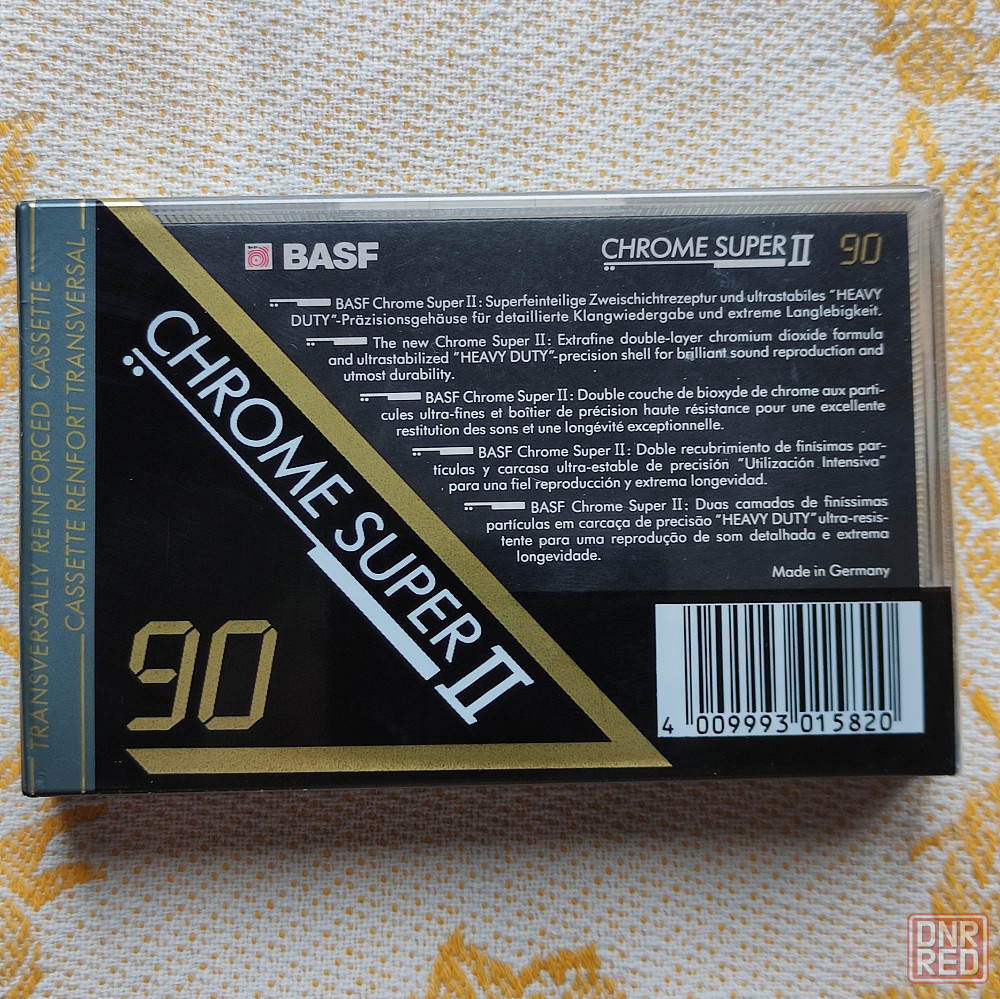 TRANSVERSALLY REINFORCED CASSETTE
CASSETTE RENFORT TRANSVERSAL
CHROME SUPER II
90
BASF
CHROME SUPER II 90
BASF Chrome Super II: Superfeinteilige Zweischichtrezeptur und ultrastabiles "HEAVY
DUTY"-Präzisionsgehäuse für detaillierte Klangwiedergabe und extreme Langlebigkeit.
The new Chrome Super II: Extrafine double-layer chromium dioxide formula
and ultrastabilized "HEAVY DUTY"-precision shell for brilliant sound reproduction and
utmost durability.
BASF Chrome Super II: Double couche de bioxyde de chrome aux parti-
cules ultra-fines et boîtier de précision haute résistance pour une excellente
restitution des sons et une longévité exceptionnelle.
BASF Chrome Super II: Doble recubrimiento de finísimas par-
tículas y carcasa ultra-estable de precisión "Utilización Intensiva"
para una fiel reproducción y extrema longevidad.
BASF Chrome Super II: Duas camadas de finíssimas
partículas em carcaça de precisão "HEAVY DUTY" ultra-resis-
tente para uma reprodução de som detalhada e extrema
longevidade.
Made in Germany
4 009993 015820
DNR
RED